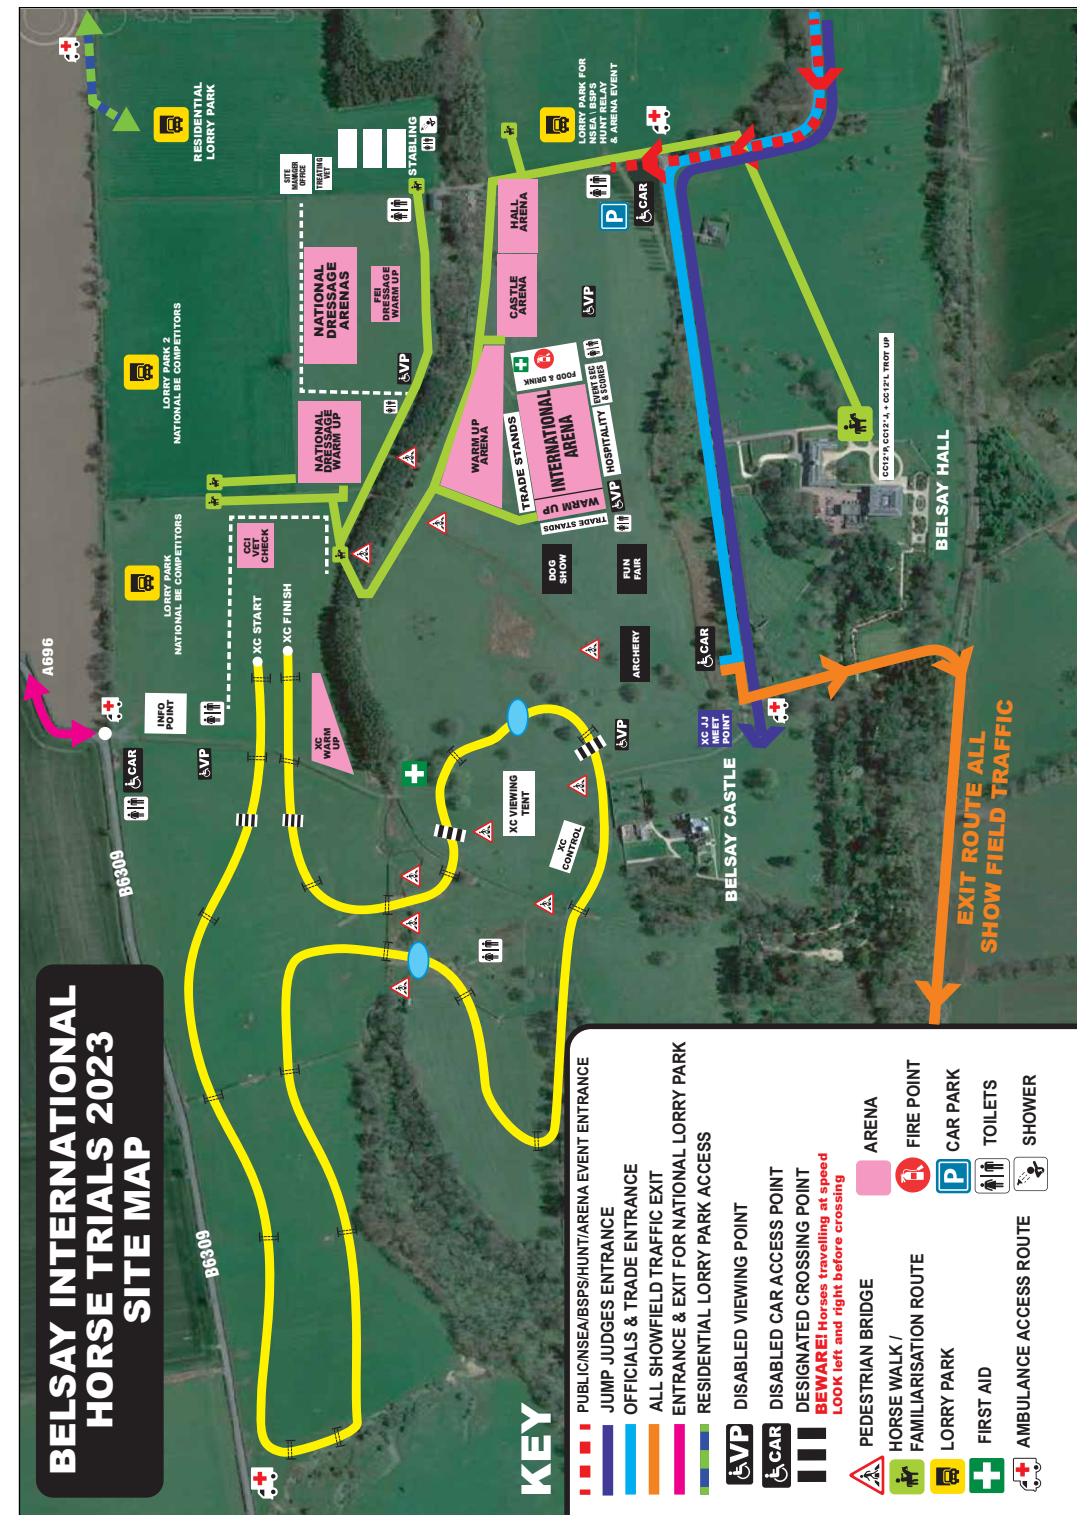 BELSAY INTERNATIONAL
HORSE TRIALS 2023
SITE MAP
B6309
B6309
A696
INFO
POINT
CAR
VP
LORRY PARK
NATIONAL BE COMPETITORS
LORRY PARK 2
NATIONAL BE COMPETITORS
RESIDENTIAL
LORRY PARK
SITE
MANAGER
OFFICE
TREATING
VET
STABLING
NATIONAL
DRESSAGE
ARENAS
FEI
DRESSAGE
WARM UP
VP
NATIONAL
DRESSAGE
WARM UP
CCI
VET
CHECK
XC START
XC FINISH
XC
WARM
UP
LORRY PARK FOR
NSEA \ BSPS
HUNT RELAY
& ARENA EVENT
P
CAR
HALL
ARENA
CASTLE
ARENA
VP
WARM UP
ARENA
FOOD & DRINK
EVENT SEC
& SCORES
TRADE STANDS
INTERNATIONAL
ARENA
HOSPITALITY
WARM UP
VP
TRADE STANDS
DOG
SHOW
FUN
FAIR
ARCHERY
CAR
VP
XC JJ
MEET
POINT
XC VIEWING
TENT
XC
CONTROL
BELSAY CASTLE
BELSAY HALL
CCI2*P, CCI2*J, + CCI2*L TROT UP
EXIT ROUTE ALL
SHOW FIELD TRAFFIC
KEY
PUBLIC/NSEA/BSPS/HUNT/ARENA EVENT ENTRANCE
JUMP JUDGES ENTRANCE
OFFICIALS & TRADE ENTRANCE
ALL SHOWFIELD TRAFFIC EXIT
ENTRANCE & EXIT FOR NATIONAL LORRY PARK
RESIDENTIAL LORRY PARK ACCESS
VP
DISABLED VIEWING POINT
CAR
DISABLED CAR ACCESS POINT
DESIGNATED CROSSING POINT
BEWARE! Horses travelling at speed
LOOK left and right before crossing
PEDESTRIAN BRIDGE
HORSE WALK /
FAMILIARISATION ROUTE
LORRY PARK
FIRST AID
AMBULANCE ACCESS ROUTE
ARENA
FIRE POINT
P
CAR PARK
TOILETS
SHOWER